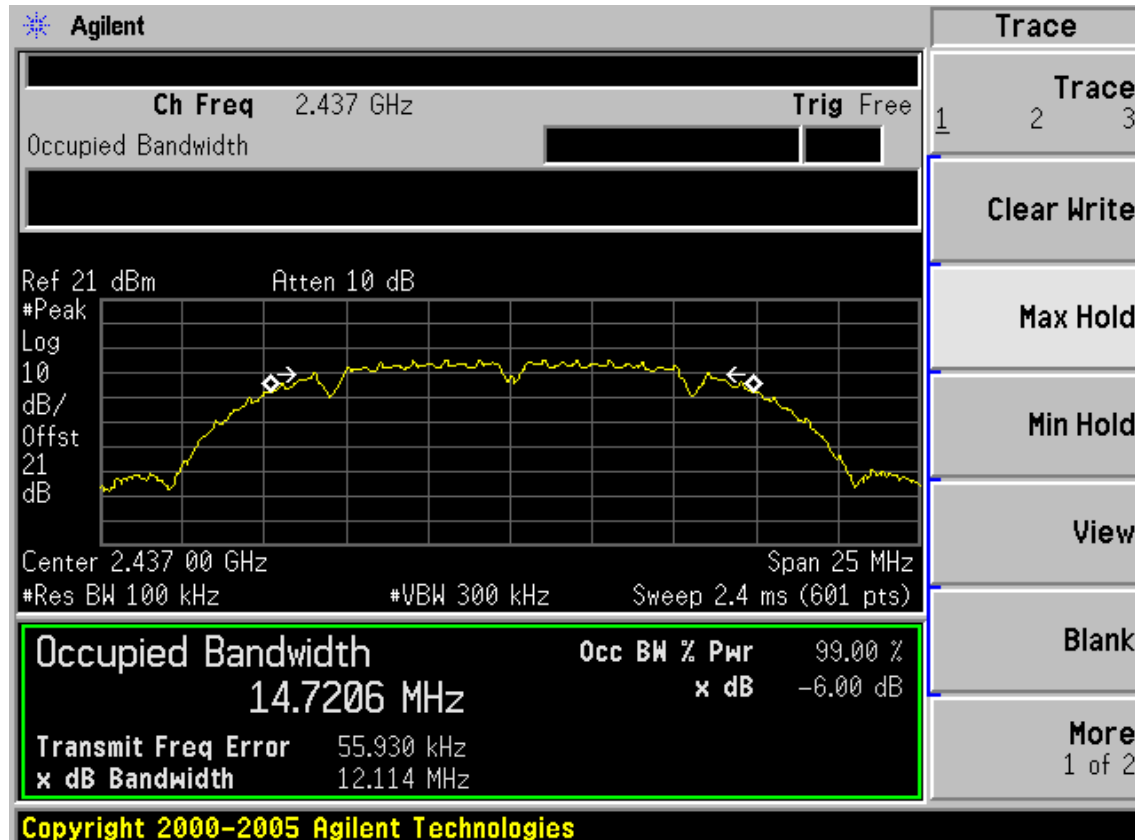 Agilent
Trace
Ch Freq 2.437 GHz Trig Free
Occupied Bandwidth
Trace
1 2 3
Clear Write
Max Hold
Min Hold
View
Blank
More
1 of 2
Ref 21 dBm Atten 10 dB
#Peak
Log
10
dB/
Offst
21
dB
Center 2.437 00 GHz Span 25 MHz
#Res BW 100 kHz #VBW 300 kHz Sweep 2.4 ms (601 pts)
Occupied Bandwidth Occ BW % Pwr 99.00 %
14.7206 MHz x dB -6.00 dB
Transmit Freq Error 55.930 kHz
x dB Bandwidth 12.114 MHz
Copyright 2000-2005 Agilent Technologies